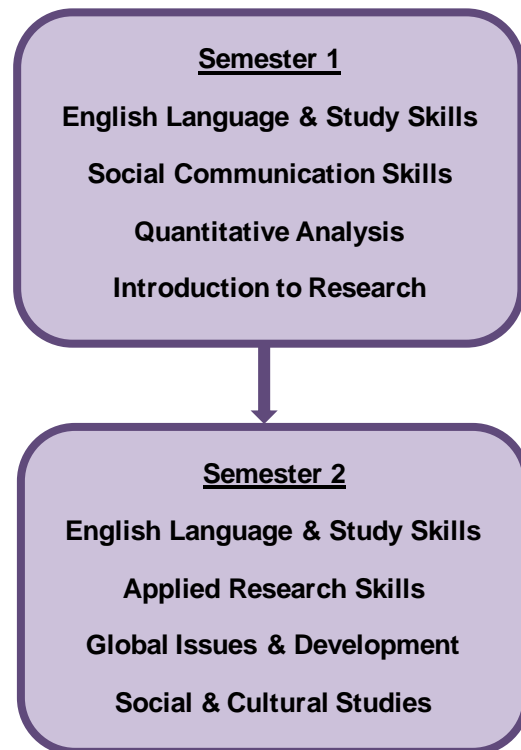 Semester 1
English Language & Study Skills
Social Communication Skills
Quantitative Analysis
Introduction to Research
Semester 2
English Language & Study Skills
Applied Research Skills
Global Issues & Development
Social & Cultural Studies